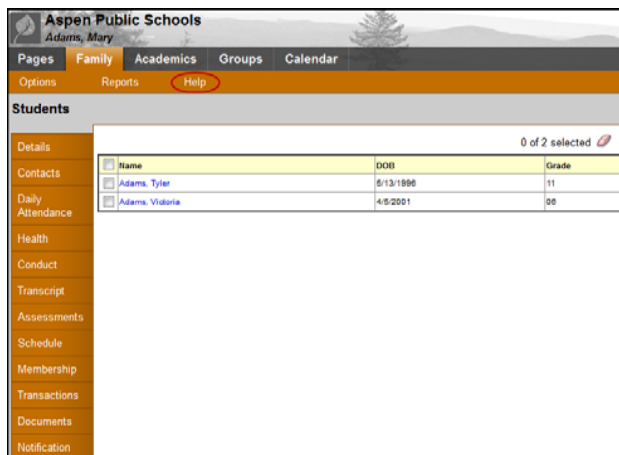 Aspen Public Schools
Adams, Mary
Pages Family Academics Groups Calendar
Options Reports Help
Students
0 of 2 selected
Name DOB Grade
Adams, Tyler 5/13/1996 11
Adams, Victoria 4/5/2001 06
Details
Contacts
Daily
Attendance
Health
Conduct
Transcript
Assessments
Schedule
Membership
Transactions
Documents
Notification